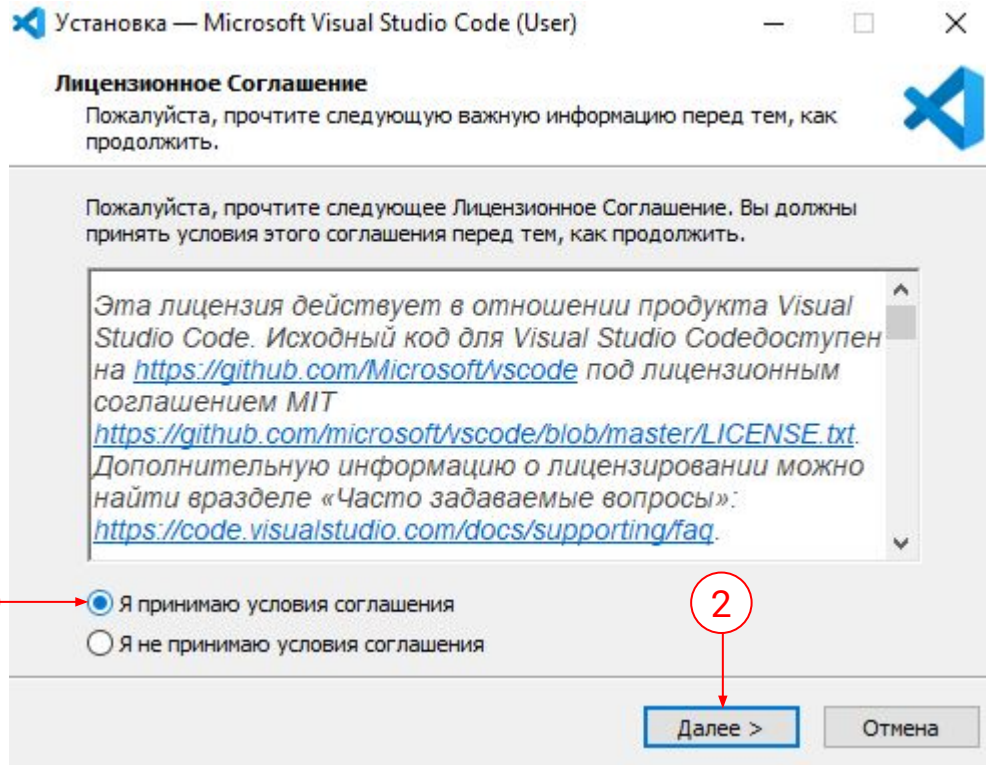 Установка — Microsoft Visual Studio Code (User)
Лицензионное Соглашение
Пожалуйста, прочтите следующую важную информацию перед тем, как
продолжить.
Пожалуйста, прочтите следующее Лицензионное Соглашение. Вы должны
принять условия этого соглашения перед тем, как продолжить.
Эта лицензия действует в отношении продукта Visual
Studio Code. Исходный код для Visual Studio Codeдоступен
на https://github.com/Microsoft/vscode под лицензионным
соглашением MIT
https://github.com/microsoft/vscode/blob/master/LICENSE.txt.
Дополнительную информацию о лицензировании можно
найти вразделе «Часто задаваемые вопросы»:
https://code.visualstudio.com/docs/supporting/faq.
Я принимаю условия соглашения
2
Я не принимаю условия соглашения
Далее >
Отмена